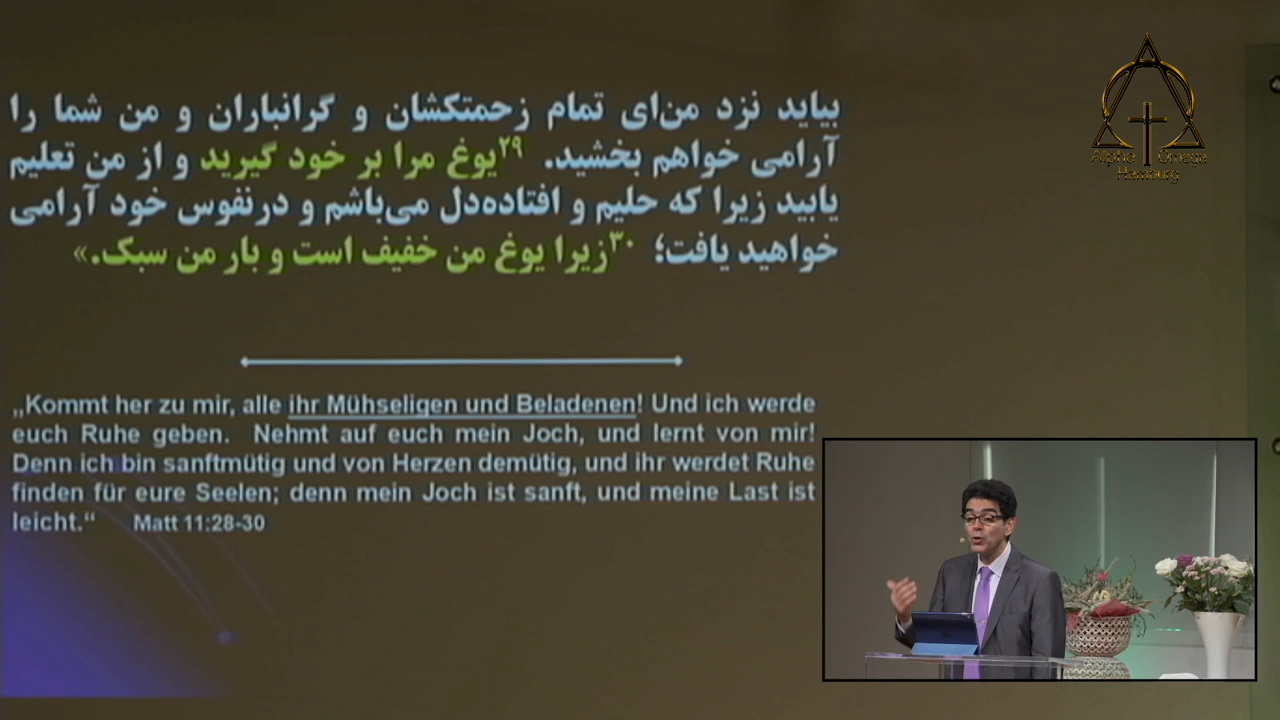 بیاید نزد من‌ای تمام زحمتکشان و گرانباران و من شما را
آرامی خواهم بخشید. ۲۹یوغ مرا بر خود گیرید و از من تعلیم
یابید زیرا که حلیم و افتاده‌دل می‌باشم و درنفوس خود آرامی
خواهید یافت؛ ۳۰زیرا یوغ من خفیف است و بار من سبک.»
„Kommt her zu mir, alle ihr Mühseligen und Beladenen! Und ich werde
euch Ruhe geben. Nehmt auf euch mein Joch, und lernt von mir!
Denn ich bin sanftmütig und von Herzen demütig, und ihr werdet Ruhe
finden für eure Seelen; denn mein Joch ist sanft, und meine Last ist
leicht.“ Matt 11:28-30
Alpha Omega
Hamburg